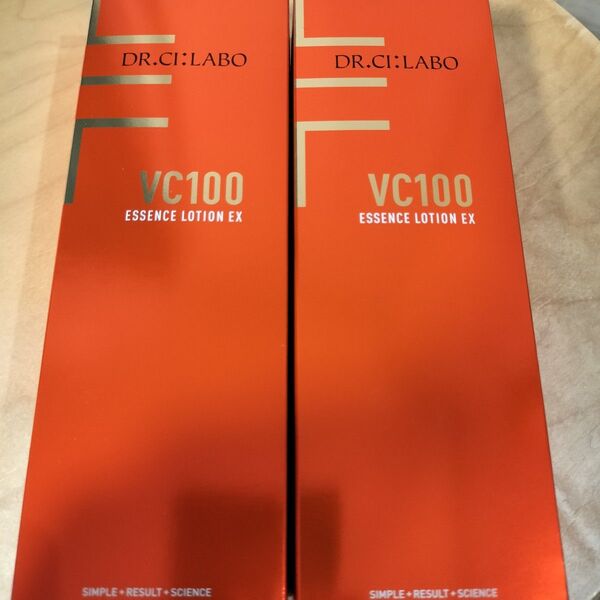 DR.CI:LABO
VC100
ESSENCE LOTION EX
SIMPLE+RESULT+SCIENCE
DR.CI:LABO
VC100
ESSENCE LOTION EX
SIMPLE+RESULT+SCIENCE